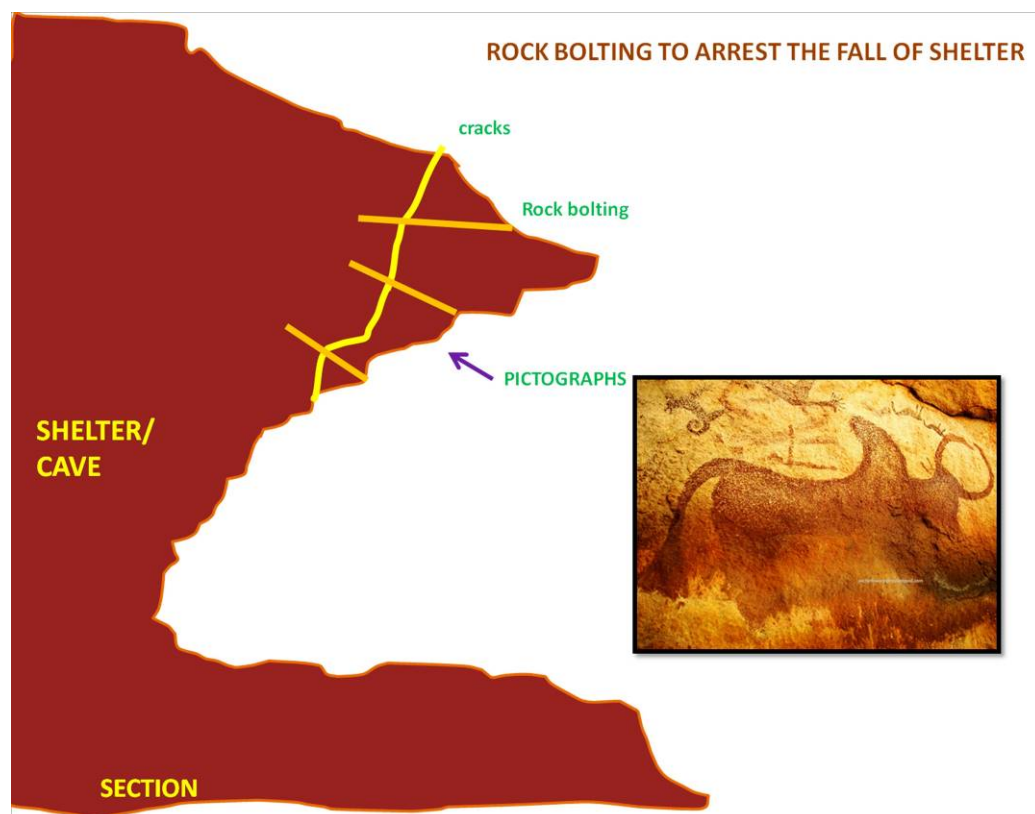 ROCK BOLTING TO ARREST THE FALL OF SHELTER
cracks
Rock bolting
PICTOGRAPHS
SHELTER/
CAVE
SECTION